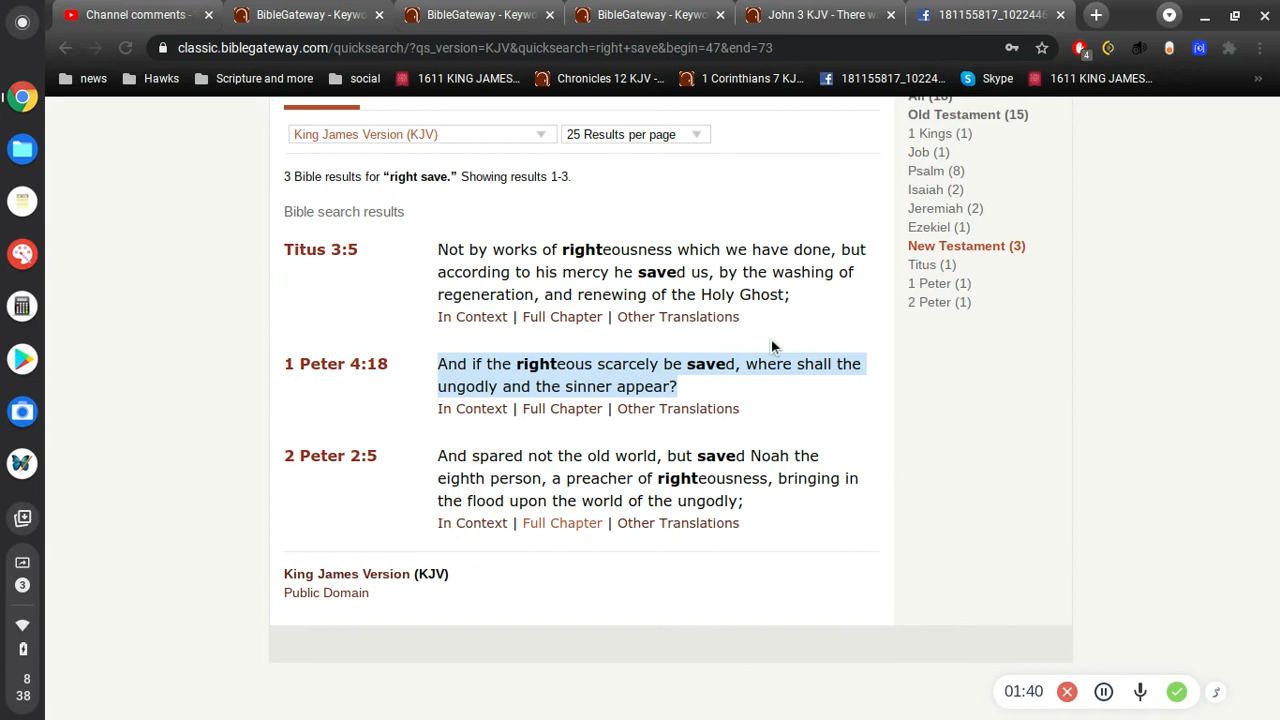 Channel comments -
BibleGateway - Keywo
BibleGateway - Keywo
BibleGateway - Keywo
John 3 KJV - There w
181155817_1022446
classic.biblegateway.com/quicksearch/?qs_version=KJV&quicksearch=right+save&begin=47&end=73
4
news
Hawks
Scripture and more
social
1611 KING JAMES...
Chronicles 12 KJV -...
1 Corinthians 7 KJ...
181155817_10224...
Skype
1611 KING JAMES...
King James Version (KJV)
25 Results per page
3 Bible results for “right save.” Showing results 1-3.
Bible search results
Titus 3:5
Not by works of righteousness which we have done, but
according to his mercy he saved us, by the washing of
regeneration, and renewing of the Holy Ghost;
In Context | Full Chapter | Other Translations
1 Peter 4:18
And if the righteous scarcely be saved, where shall the
ungodly and the sinner appear?
In Context | Full Chapter | Other Translations
2 Peter 2:5
And spared not the old world, but saved Noah the
eighth person, a preacher of righteousness, bringing in
the flood upon the world of the ungodly;
In Context | Full Chapter | Other Translations
King James Version (KJV)
Public Domain
All (18)
Old Testament (15)
1 Kings (1)
Job (1)
Psalm (8)
Isaiah (2)
Jeremiah (2)
Ezekiel (1)
New Testament (3)
Titus (1)
1 Peter (1)
2 Peter (1)
3
8
38
01:40